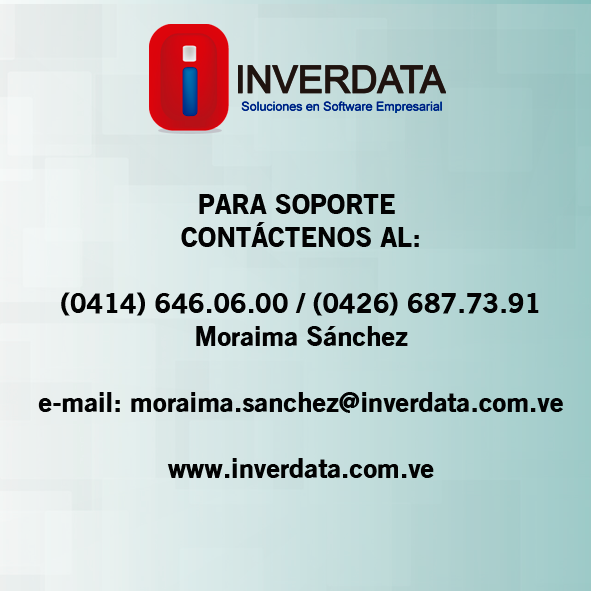 INVERDATA
Soluciones en Software Empresarial
PARA SOPORTE
CONTÁCTENOS AL:
(0414) 646.06.00 / (0426) 687.73.91
Moraima Sánchez
e-mail: moraima.sanchez@inverdata.com.ve
www.inverdata.com.ve